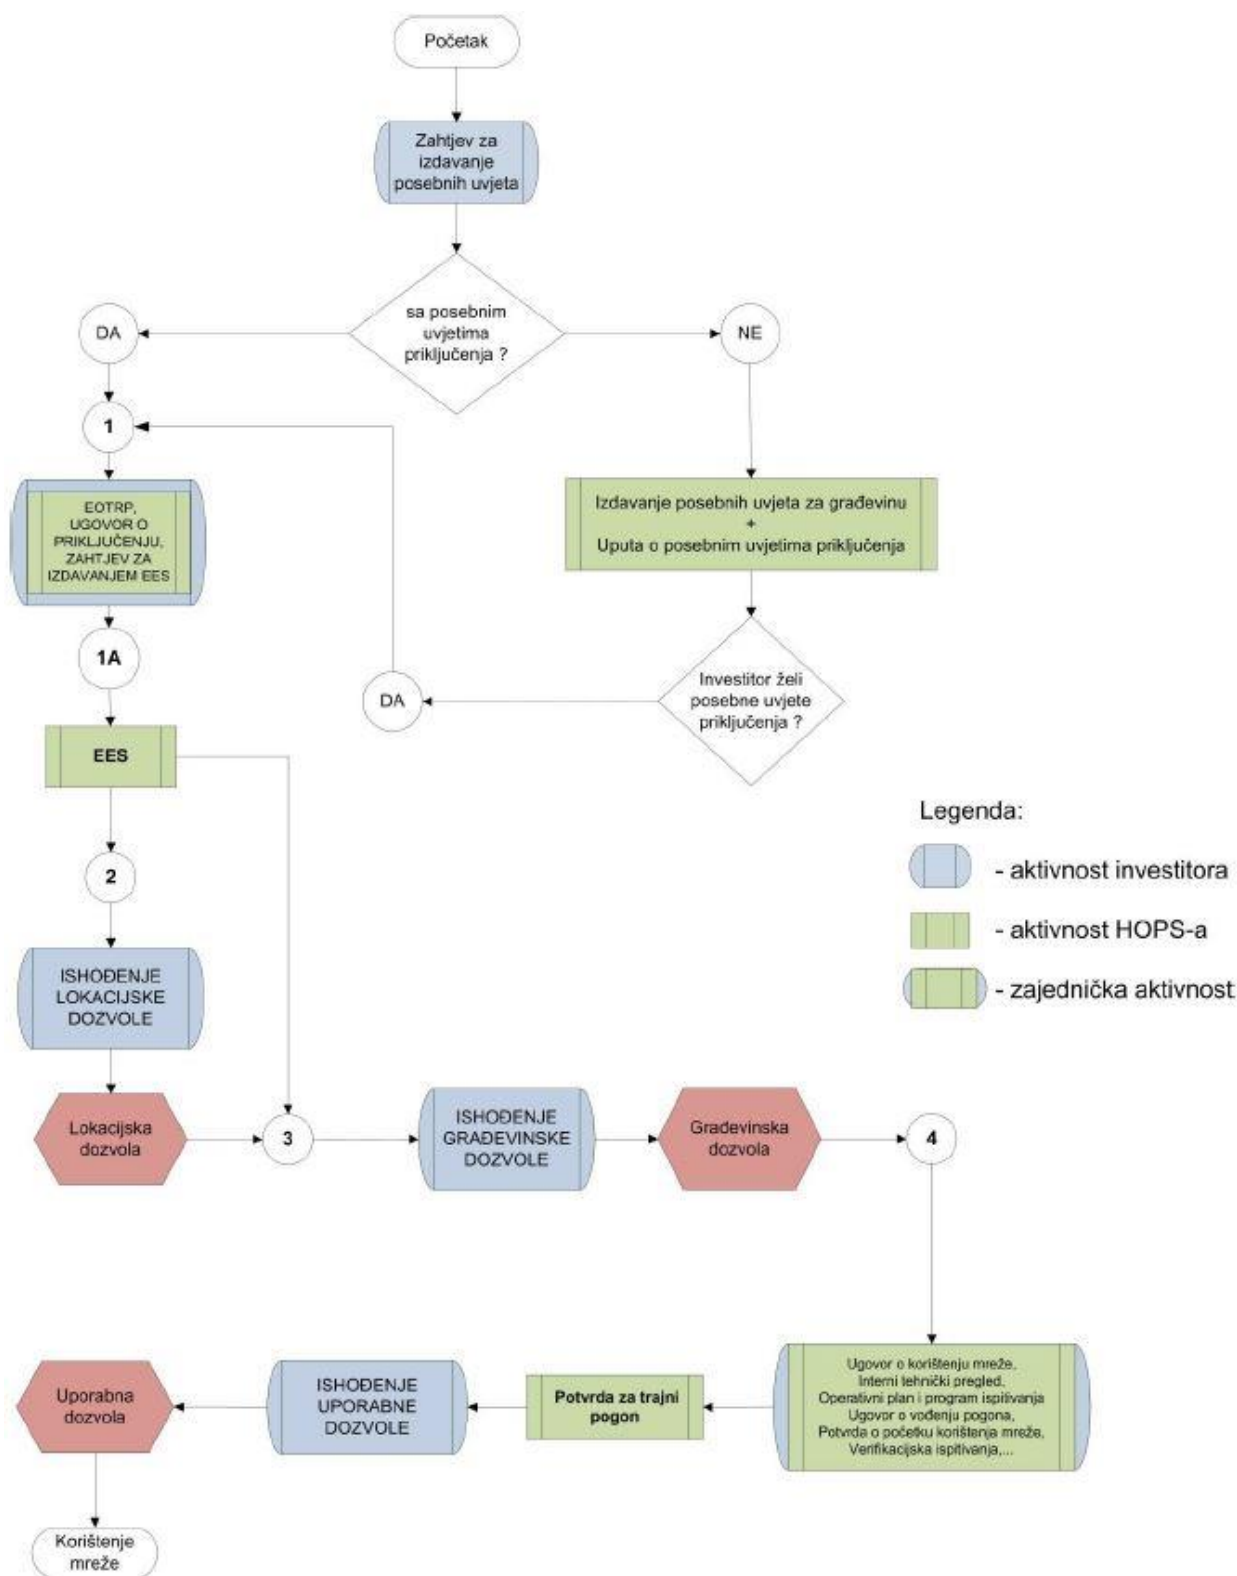 Početak
Zahtjev za
izdavanje
posebnih uvjeta
sa posebnim
uvjetima
priključenja ?
DA
NE
1
EOTRP,
UGOVOR O
PRIKLJUČENJU,
ZAHTJEV ZA
IZDAVANJEM EES
Izdavanje posebnih uvjeta za građevinu
+
Uputa o posebnim uvjetima priključenja
1A
DA
Investitor želi
posebne uvjete
priključenja ?
EES
2
Legenda:
- aktivnost investitora
- aktivnost HOPS-a
- zajednička aktivnost
ISHOĐENJE
LOKACIJSKE
DOZVOLE
Lokacijska
dozvola
3
ISHOĐENJE
GRAĐEVINSKE
DOZVOLE
Građevinska
dozvola
4
Ugovor o korištenju mreže,
Interni tehnički pregled,
Operativni plan i program ispitivanja
Ugovor o vođenju pogona,
Potvrda o početku korištenja mreže,
Verifikacijska ispitivanja,...
Potvrda za trajni
pogon
ISHOĐENJE
UPORABNE
DOZVOLE
Uporabna
dozvola
Korištenje
mreže